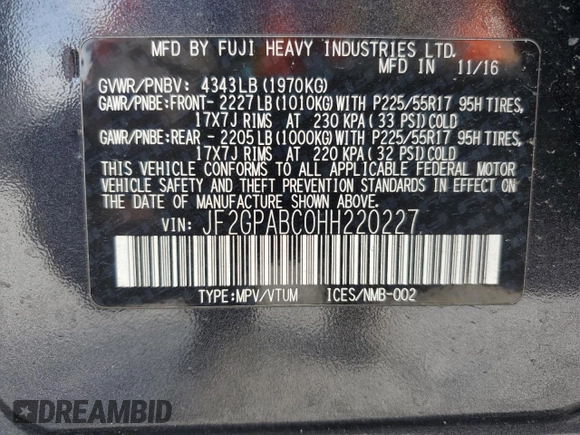 MFD BY FUJI HEAVY INDUSTRIES LTD.
MFD IN 11/16
GVWR/PNBV: 4343LB (1970KG)
GAWR/PNBE:FRONT- 2227LB(1010KG)WITH P225/55R17 95H TIRES,
17X7J RIMS AT 230 KPA(33 PSI)COLD
GAWR/PNBE:REAR - 2205LB(1000KG)WITH P225/55R17 95H TIRES,
17X7J RIMS AT 220 KPA(32 PSI)COLD
THIS VEHICLE CONFORMS TO ALL APPLICABLE FEDERAL MOTOR
VEHICLE SAFETY AND THEFT PREVENTION STANDARDS IN EFFECT ON
THE DATE OF MANUFACTURE SHOWN ABOVE.
VIN: JF2GPABC0HH220227
TYPE:MPV/VTUM ICES/NMB-002
DREAMBID